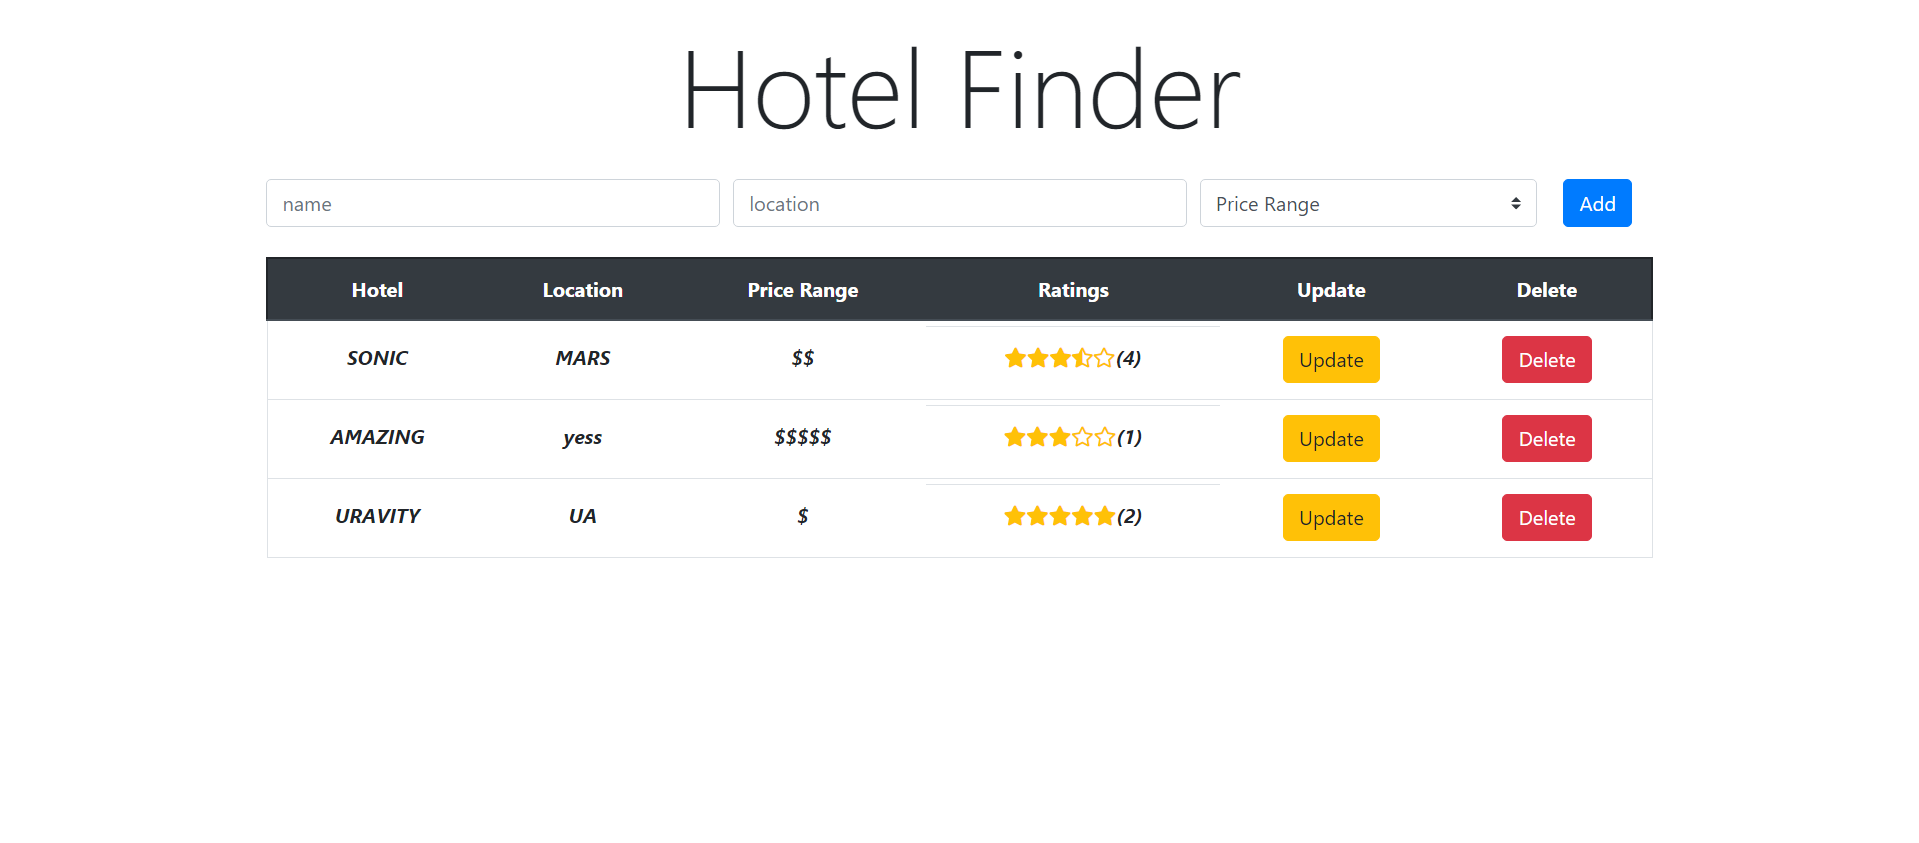 Hotel Finder
name location Price Range Add
Hotel Location Price Range Ratings Update Delete
SONIC MARS $$ (4) Update Delete
AMAZING yess $$$$$ (1) Update Delete
URAVITY UA $ (2) Update Delete